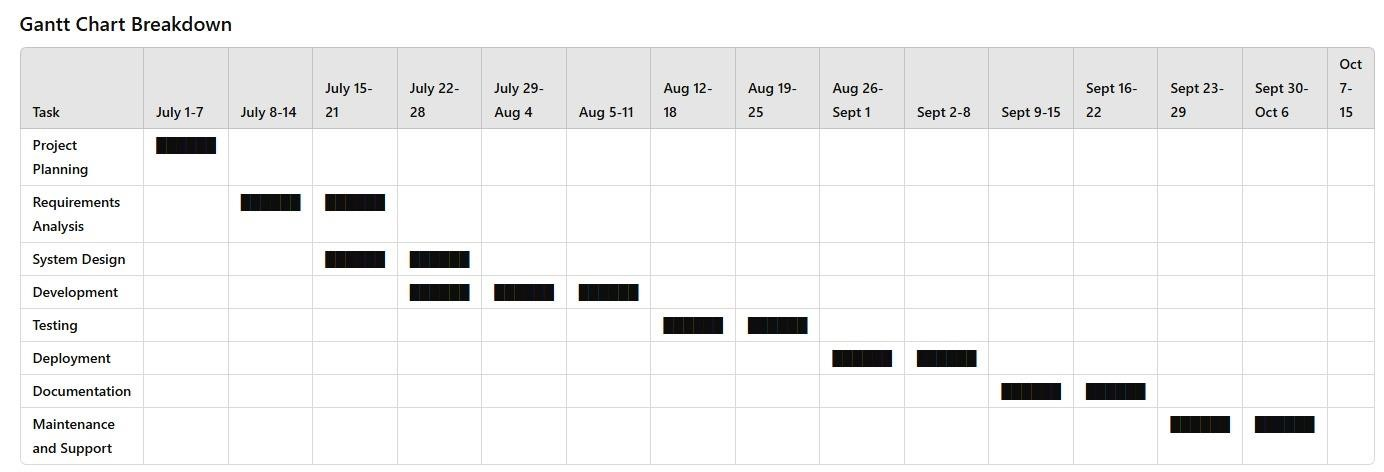 Gantt Chart Breakdown
Task July 1-7 July 8-14 July 15-21 July 22-28 July 29-Aug 4 Aug 5-11 Aug 12-18 Aug 19-25 Aug 26-Sept 1 Sept 2-8 Sept 9-15 Sept 16-22 Sept 23-29 Sept 30-Oct 6 Oct 7-15
Project
Planning
Requirements
Analysis
System Design
Development
Testing
Deployment
Documentation
Maintenance
and Support